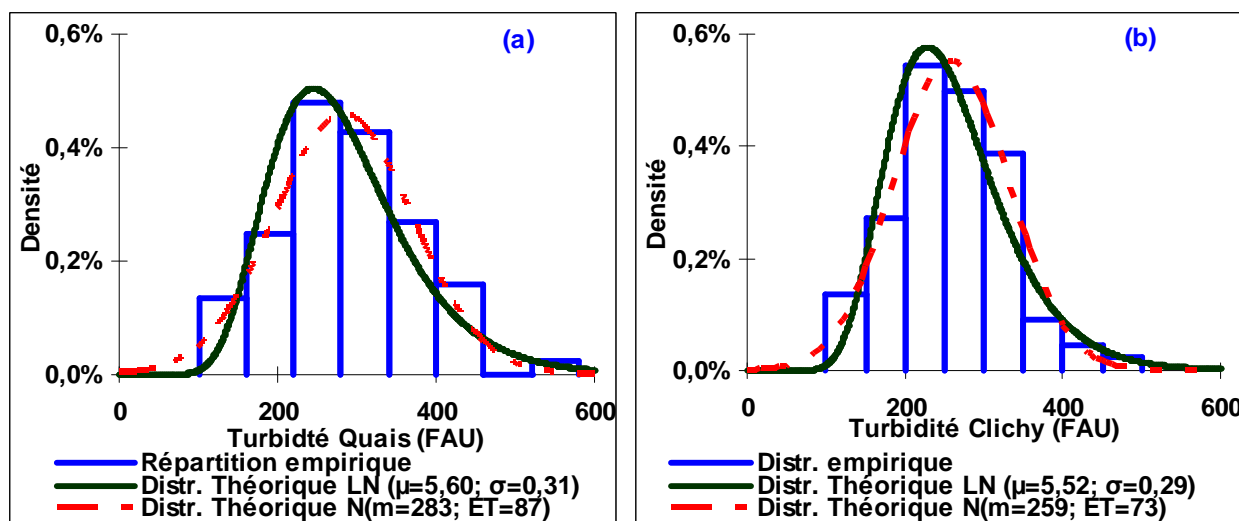 0,6%
(a)
0,4%
0,2%
0,0%
Densité
0
200
400
600
Turbidté Quais (FAU)
Répartition empirique
Distr. Théorique LN (µ=5,60; σ=0,31)
Distr. Théorique N(m=283; ET=87)
0,6%
(b)
0,4%
0,2%
0,0%
Densité
0
200
400
600
Turbidité Clichy (FAU)
Distr. empirique
Distr. Théorique LN (µ=5,52; σ=0,29)
Distr. Théorique N(m=259; ET=73)